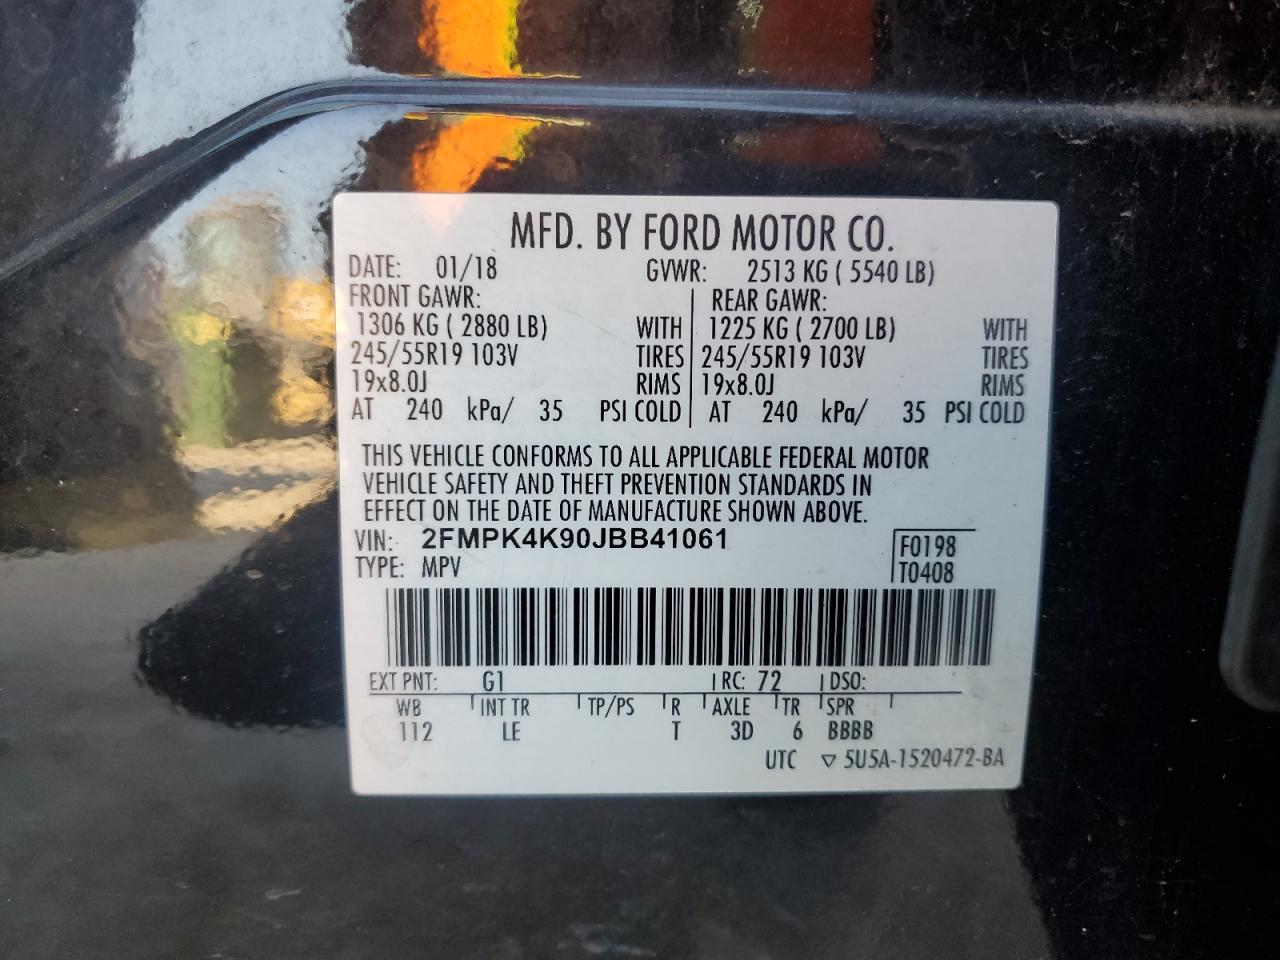 MFD. BY FORD MOTOR CO.
DATE: 01/18 GVWR: 2513 KG ( 5540 LB)
FRONT GAWR: REAR GAWR:
1306 KG ( 2880 LB) WITH 1225 KG ( 2700 LB) WITH
245/55R19 103V TIRES 245/55R19 103V TIRES
19x8.0J RIMS 19x8.0J RIMS
AT 240 kPa/ 35 PSI COLD AT 240 kPa/ 35 PSI COLD
THIS VEHICLE CONFORMS TO ALL APPLICABLE FEDERAL MOTOR
VEHICLE SAFETY AND THEFT PREVENTION STANDARDS IN
EFFECT ON THE DATE OF MANUFACTURE SHOWN ABOVE.
VIN: 2FMPK4K90JBB41061 F0198
TYPE: MPV T0408
EXT PNT: G1 RC: 72 DSO:
WB INT TR TP/PS R AXLE TR SPR
112 LE T 3D 6 BBBB
UTC ▽ 5U5A-1520472-BA